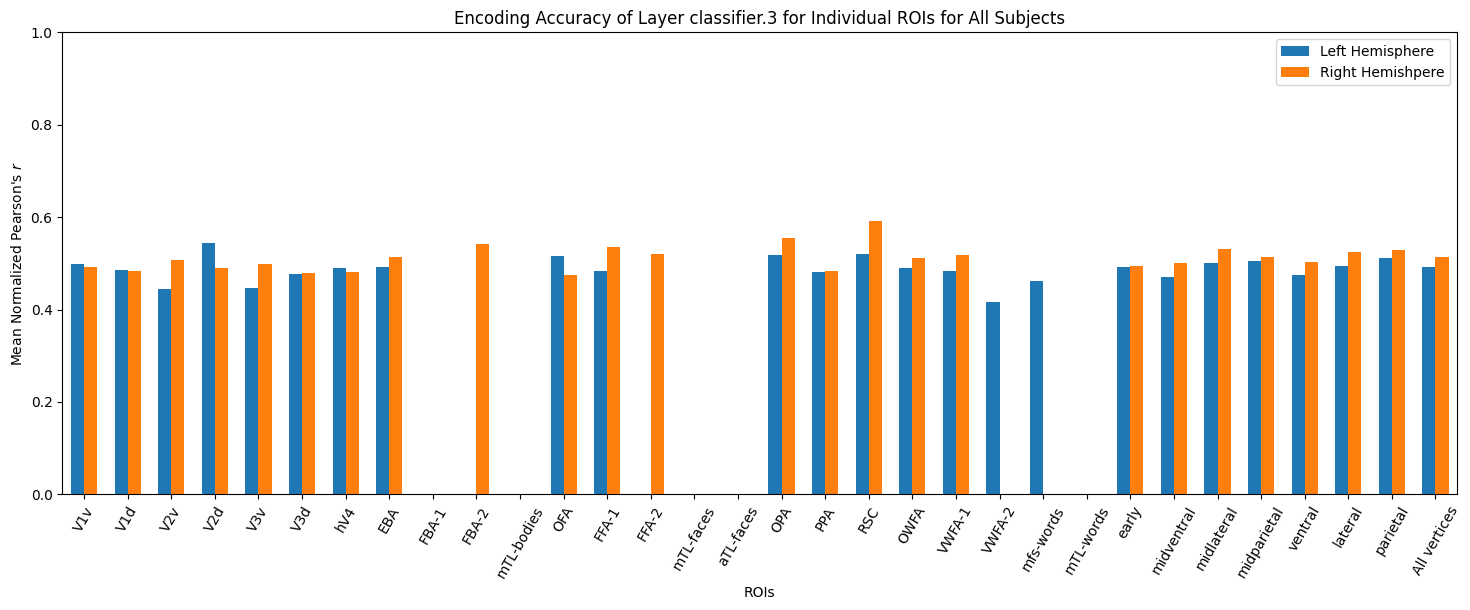 Encoding Accuracy of Layer classifier.3 for Individual ROIs for All Subjects
Left Hemisphere
Right Hemishpere
Mean Normalized Pearson's r
1.0
0.8
0.6
0.4
0.2
0.0
V1v
V1d
V2v
V2d
V3v
V3d
hV4
EBA
FBA-1
FBA-2
mTL-bodies
OFA
FFA-1
FFA-2
mTL-faces
aTL-faces
OPA
PPA
RSC
OWFA
VWFA-1
VWFA-2
mfs-words
mTL-words
early
midventral
midlateral
midparietal
ventral
lateral
parietal
All vertices
ROIs